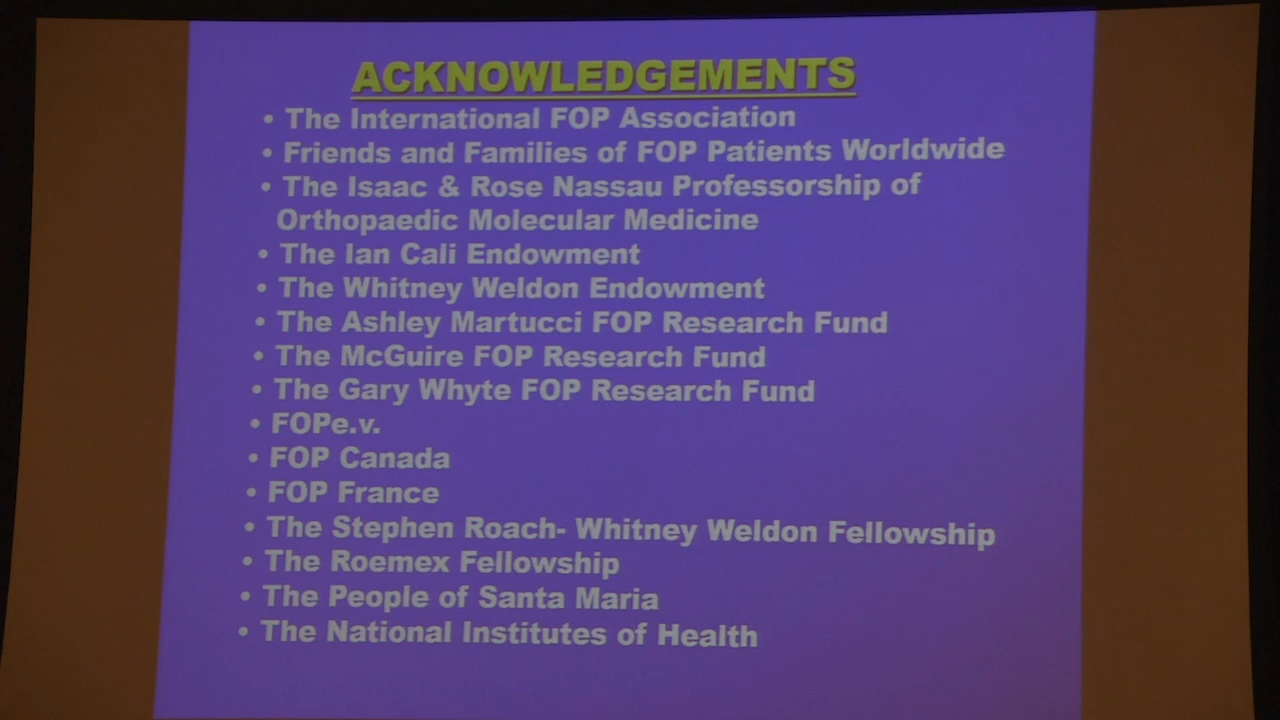 ACKNOWLEDGEMENTS
• The International FOP Association
• Friends and Families of FOP Patients Worldwide
• The Isaac & Rose Nassau Professorship of
Orthopaedic Molecular Medicine
• The Ian Cali Endowment
• The Whitney Weldon Endowment
• The Ashley Martucci FOP Research Fund
• The McGuire FOP Research Fund
• The Gary Whyte FOP Research Fund
• FOPe.v.
• FOP Canada
• FOP France
• The Stephen Roach- Whitney Weldon Fellowship
• The Roemex Fellowship
• The People of Santa Maria
• The National Institutes of Health